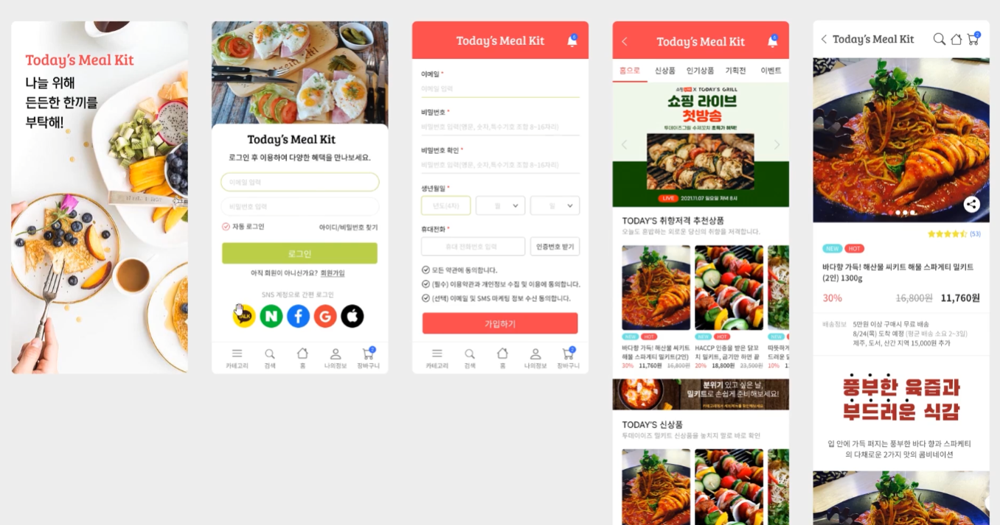 Today's Meal Kit
나늘 위해
든든한 한끼를
부탁해!
Today's Meal Kit
로그인 후 이용하여 다양한 혜택을 만나보세요.
이메일 입력
비밀번호 입력
자동 로그인
아이디/비밀번호 찾기
로그인
아직 회원이 아니신가요? 회원가입
SNS 계정으로 간편 로그인
TALK
N
f
G
카테고리
검색
홈
나의정보
장바구니
2
Today's Meal Kit
이메일 *
이메일 입력
비밀번호 *
비밀번호 입력(영문, 숫자,특수기호 조합 8~16자리)
비밀번호 확인 *
비밀번호 입력(영문, 숫자,특수기호 조합 8~16자리)
생년월일 *
년도(4자)
월
일
휴대전화 *
휴대 전화번호 입력
인증번호 받기
모든 약관에 동의합니다.
(필수) 이용약관과 개인정보 수집 및 이용에 동의합니다.
(선택) 이메일 및 SMS 마케팅 정보 수신 동의합니다.
가입하기
카테고리
검색
홈
나의정보
장바구니
2
Today's Meal Kit
홈으로
신상품
인기상품
기획전
이벤트
쇼핑LIVE X TODAY'S GRILL
쇼핑 라이브
첫방송
투데이즈그릴 수제꼬치 초특가 혜택!
LIVE
2021.11.07 일요일 저녁 8시
TODAY'S 취향저격 추천상품
오늘도 혼밥하는 외로운 당신의 취향을 저격합니다.
NEW
HOT
바다향 가득! 해산물 씨키트
해물 스파게티 밀키트(2인)
30% 11,760원 16,800원
NEW
HOT
HACCP 인증을 받은 닭꼬
치 밀키트, 굽기만 하면 끝
20% 18,800원 23,500원
NEW
따뜻하게
10%
분위기 있고 싶은 날,
밀키트로 손쉽게 준비해보세요!
TODAY'S 신상품
투데이이즈 밀키트 신상품을 놓치지 말로 바로 확인
Today's Meal Kit
2
(53)
NEW
HOT
바다향 가득! 해산물 씨키트 해물 스파게티 밀키트
(2인) 1300g
30%
16,800원 11,760원
배송정보
5만원 이상 구매시 무료 배송
8/24(목) 도착 예정 (평균 배송 소요 2~3일)
제주, 도서, 산간 지역 15,000원 추가
풍부한 육즙과
부드러운 식감
입 안에 가득 퍼지는 풍부한 바다 향과 스파케티
의 다채로운 2가지 맛의 콤비네이션